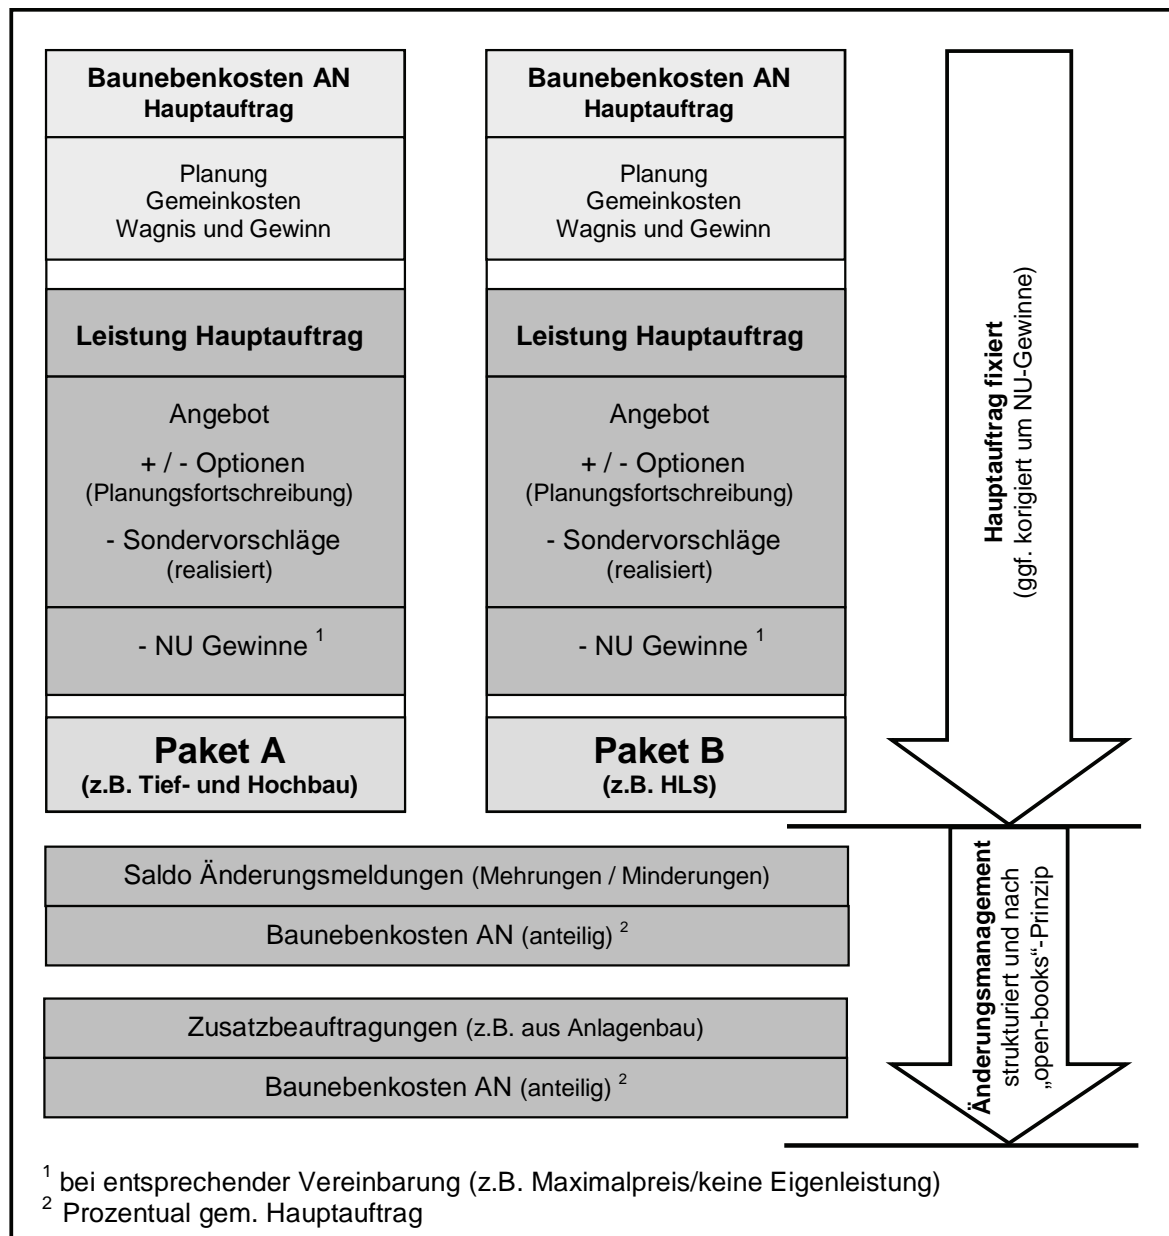 Baunebenkosten AN
Hauptauftrag
Planung
Gemeinkosten
Wagnis und Gewinn
Leistung Hauptauftrag
Angebot
+ / - Optionen
(Planungsfortschreibung)
- Sondervorschläge
(realisiert)
- NU Gewinne 1
Paket A
(z.B. Tief- und Hochbau)
Baunebenkosten AN
Hauptauftrag
Planung
Gemeinkosten
Wagnis und Gewinn
Leistung Hauptauftrag
Angebot
+ / - Optionen
(Planungsfortschreibung)
- Sondervorschläge
(realisiert)
- NU Gewinne 1
Paket B
(z.B. HLS)
Hauptauftrag fixiert
(ggf. korigiert um NU-Gewinne)
Saldo Änderungsmeldungen (Mehrungen / Minderungen)
Baunebenkosten AN (anteilig) 2
Zusatzbeauftragungen (z.B. aus Anlagenbau)
Baunebenkosten AN (anteilig) 2
Änderungsmanagement
strukturiert und nach
„open-books“-Prinzip
1 bei entsprechender Vereinbarung (z.B. Maximalpreis/keine Eigenleistung)
2 Prozentual gem. Hauptauftrag